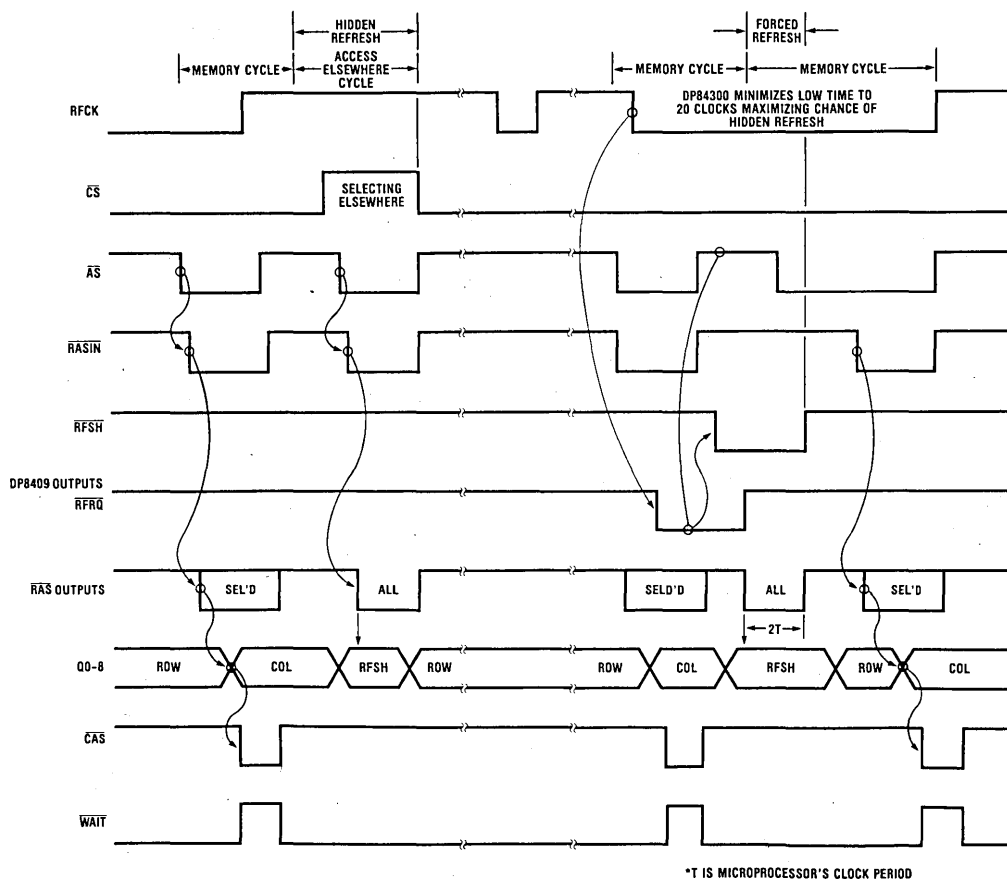 HIDDEN
REFRESH
FORCED
REFRESH
MEMORY CYCLE
ACCESS
ELSEWHERE
CYCLE
MEMORY CYCLE
MEMORY CYCLE
RFCK
DP84300 MINIMIZES LOW TIME TO
20 CLOCKS MAXIMIZING CHANCE OF
HIDDEN REFRESH
CS
SELECTING
ELSEWHERE
AS
RASIN
RFSH
DP8409 OUTPUTS
RFRQ
RAS OUTPUTS
SEL'D
ALL
SELD'D
ALL
SEL'D
2T
QO-8
ROW
COL
RFSH
ROW
ROW
COL
RFSH
ROW
COL
CAS
WAIT
*T IS MICROPROCESSOR'S CLOCK PERIOD